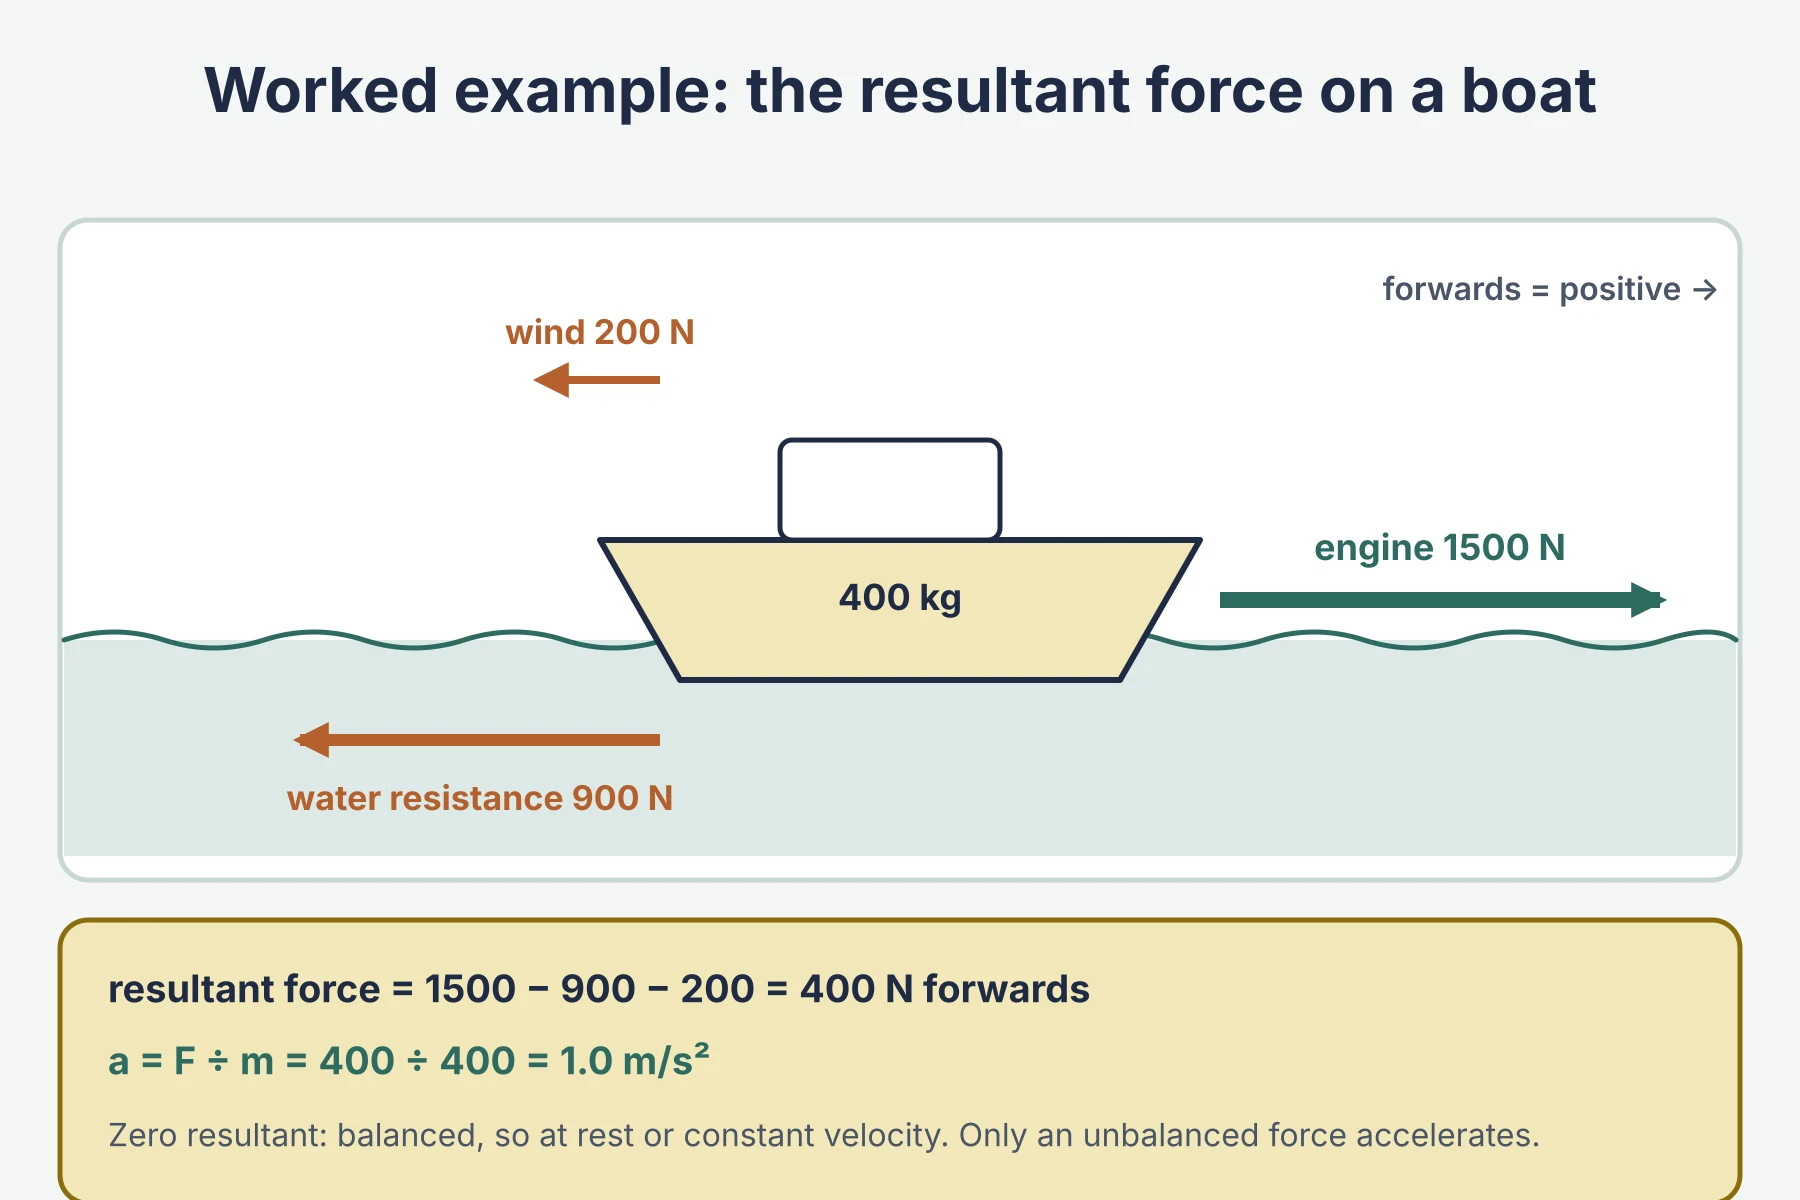 Worked example: the resultant force on a boat
forwards = positive →
wind 200 N
engine 1500 N
400 kg
water resistance 900 N
resultant force = 1500 − 900 − 200 = 400 N forwards
a = F ÷ m = 400 ÷ 400 = 1.0 m/s²
Zero resultant: balanced, so at rest or constant velocity. Only an unbalanced force accelerates.